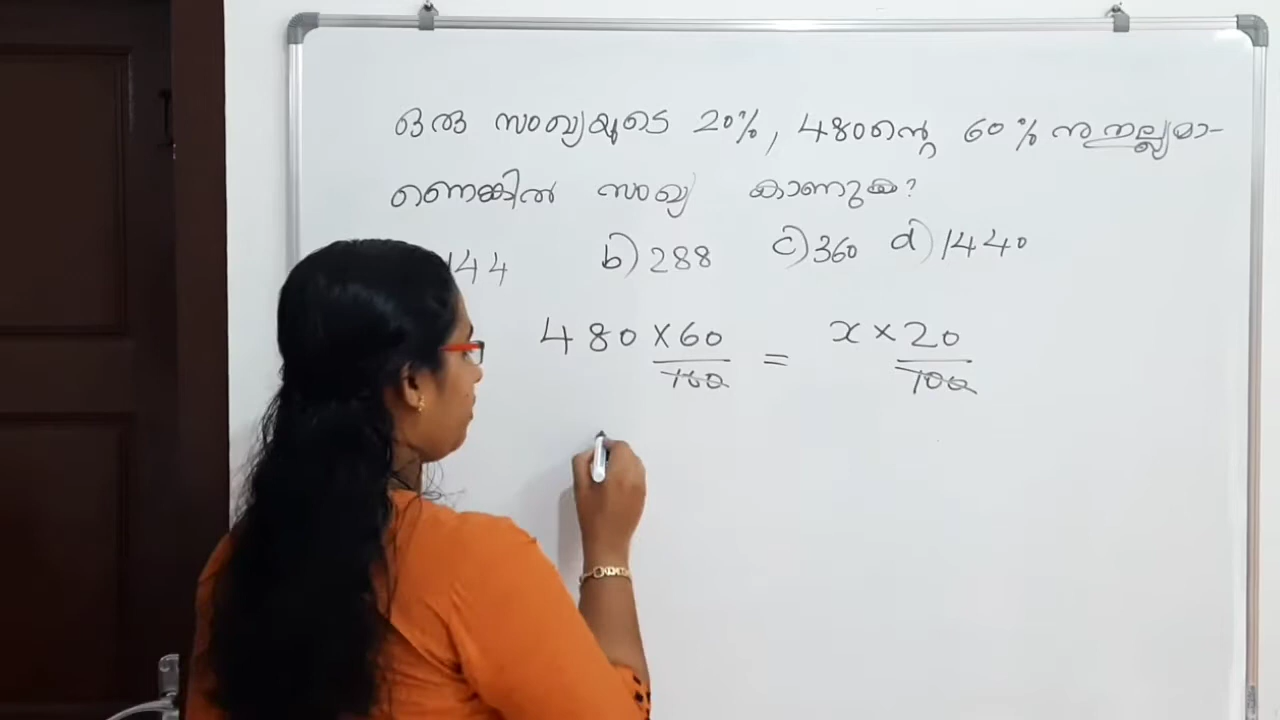 ഒരു സംഖ്യയുടെ 20%, 480ന്റെ 60% നു തുല്യമാ-
ണെങ്കിൽ സംഖ്യ കാണുക?
144 b) 288 c) 360 d) 1440
480 × 60/100 = x × 20/100